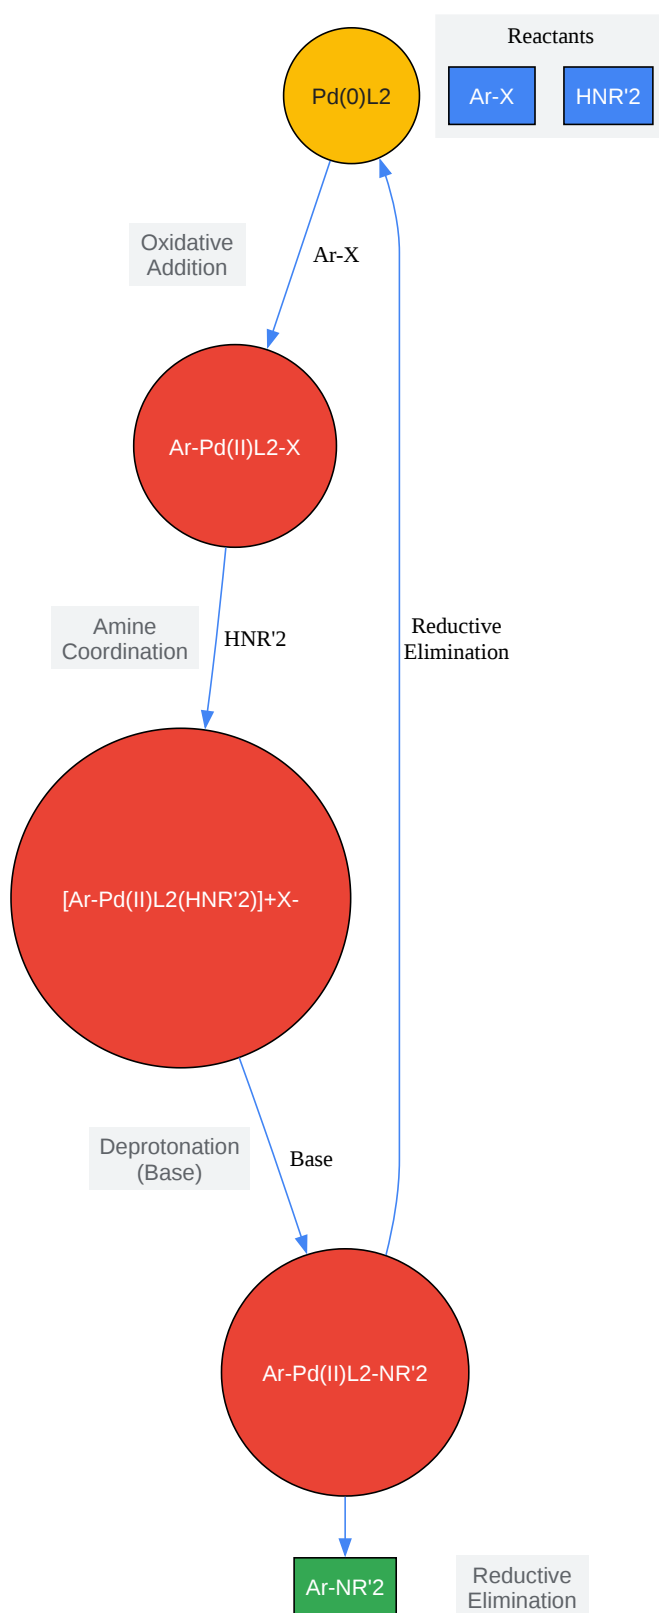 Reactants
Pd(0)L2
Ar-X
HNR'2
Oxidative
Addition
Ar-X
Ar-Pd(II)L2-X
Amine
Coordination
HNR'2
Reductive
Elimination
[Ar-Pd(II)L2(HNR'2)]+X-
Deprotonation
(Base)
Base
Ar-Pd(II)L2-NR'2
Ar-NR'2
Reductive
Elimination